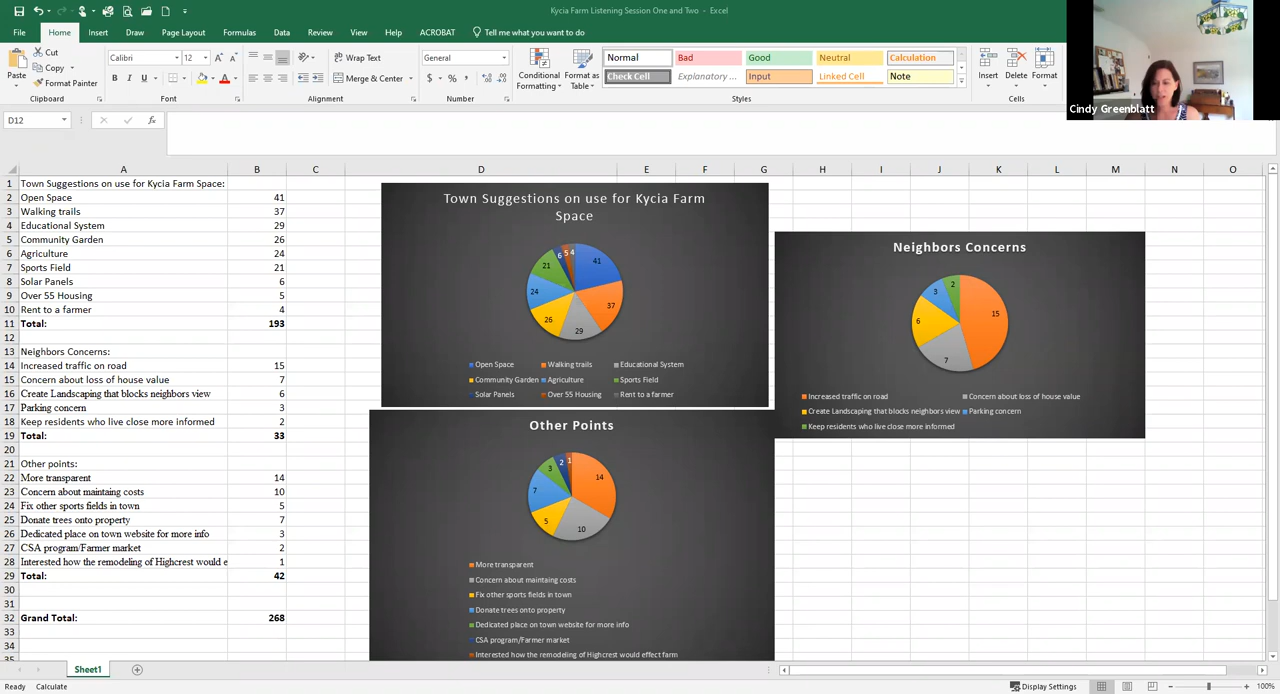 Kycia Farm Listening Session One and Two - Excel
File Home Insert Draw Page Layout Formulas Data Review View Help ACROBAT Tell me what you want to do
Cut
Copy
Format Painter
Paste
Clipboard
Calibri 12
B I U
Font
Wrap Text
Merge & Center
Alignment
General
$ % ,
Number
Conditional Formatting
Format as Table
Normal Bad Good Neutral Calculation
Check Cell Explanatory ... Input Linked Cell Note
Styles
Insert Delete Format
Cells
Cindy Greenblatt
D12 fx
A B C D E F G H I J K L M N O
1 Town Suggestions on use for Kycia Farm Space:
2 Open Space 41
3 Walking trails 37
4 Educational System 29
5 Community Garden 26
6 Agriculture 24
7 Sports Field 21
8 Solar Panels 6
9 Over 55 Housing 5
10 Rent to a farmer 4
11 Total: 193
12
13 Neighbors Concerns:
14 Increased traffic on road 15
15 Concern about loss of house value 7
16 Create Landscaping that blocks neighbors view 6
17 Parking concern 3
18 Keep residents who live close more informed 2
19 Total: 33
20
21 Other points:
22 More transparent 14
23 Concern about maintaing costs 10
24 Fix other sports fields in town 5
25 Donate trees onto property 7
26 Dedicated place on town website for more info 3
27 CSA program/Farmer market 2
28 Interested how the remodeling of Highcrest would e 1
29 Total: 42
30
31
32 Grand Total: 268
33
34
35
Town Suggestions on use for Kycia Farm
Space
41
37
29
26
24
21
6
5
4
Open Space Walking trails Educational System
Community Garden Agriculture Sports Field
Solar Panels Over 55 Housing Rent to a farmer
Neighbors Concerns
15
7
6
3
2
Increased traffic on road Concern about loss of house value
Create Landscaping that blocks neighbors view Parking concern
Keep residents who live close more informed
Other Points
14
10
5
7
3
2
1
More transparent
Concern about maintaing costs
Fix other sports fields in town
Donate trees onto property
Dedicated place on town website for more info
CSA program/Farmer market
Interested how the remodeling of Highcrest would effect farm
Sheet1
Ready Calculate Display Settings 100%